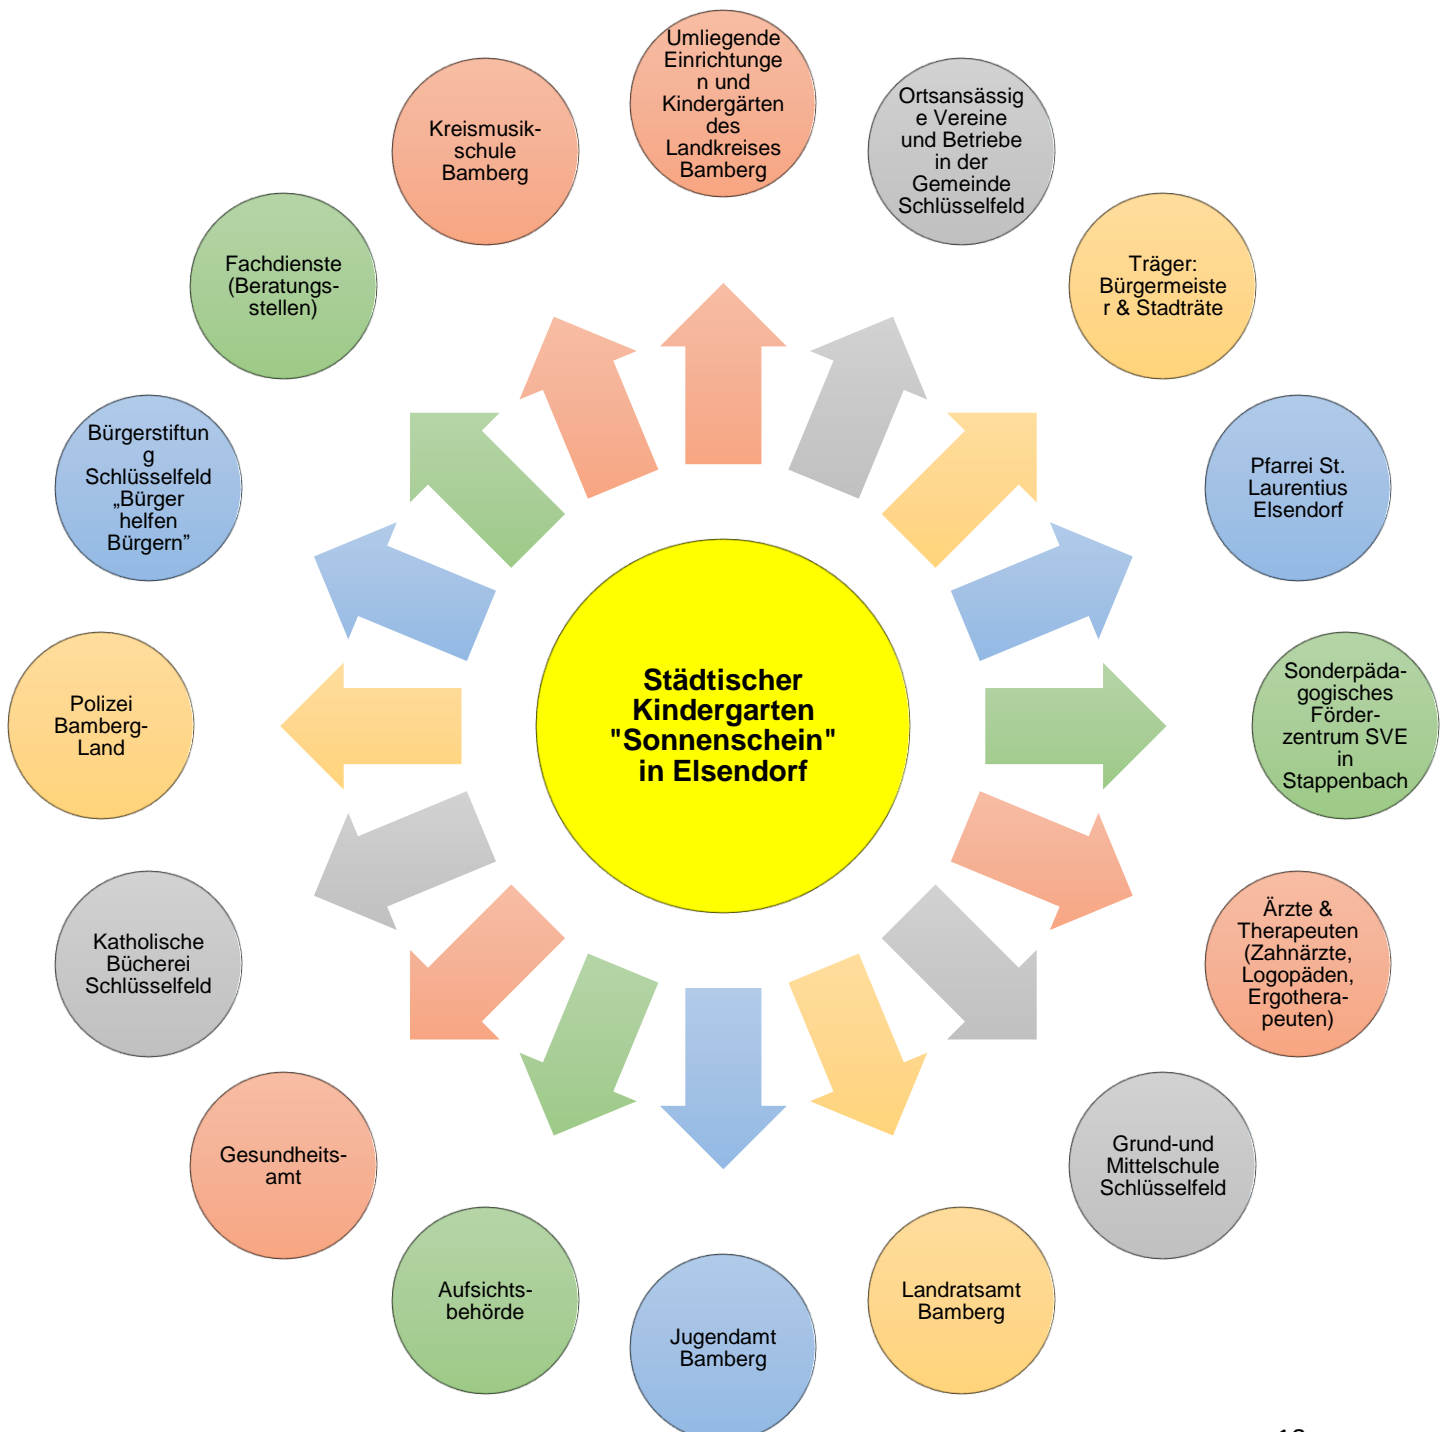 Umliegende
Einrichtunge
n und
Kindergärten
des
Landkreises
Bamberg
Ortsansässig
e Vereine
und Betriebe
in der
Gemeinde
Schlüsselfeld
Träger:
Bürgermeiste
r & Stadträte
Pfarrei St.
Laurentius
Elsendorf
Sonderpäda-
gogisches
Förder-
zentrum SVE
in
Stappenbach
Ärzte &
Therapeuten
(Zahnärzte,
Logopäden,
Ergothera-
peuten)
Grund-und
Mittelschule
Schlüsselfeld
Landratsamt
Bamberg
Jugendamt
Bamberg
Aufsichts-
behörde
Gesundheits-
amt
Katholische
Bücherei
Schlüsselfeld
Polizei
Bamberg-
Land
Bürgerstiftun
g
Schlüsselfeld
„Bürger
helfen
Bürgern”
Fachdienste
(Beratungs-
stellen)
Kreismusik-
schule
Bamberg
Städtischer
Kindergarten
"Sonnenschein"
in Elsendorf